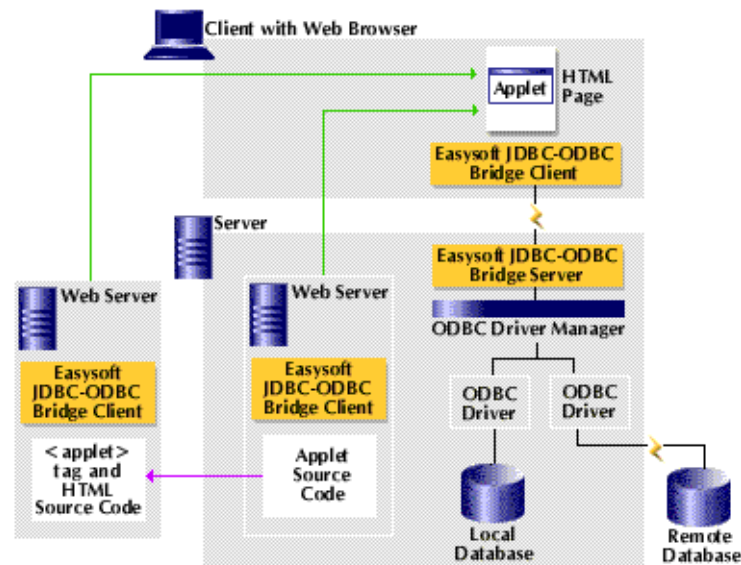 Client with Web Browser
Applet
HTML
Page
Easysoft JDBC-ODBC
Bridge Client
Server
Easysoft JDBC-ODBC
Bridge Server
Web Server
Web Server
ODBC Driver Manager
Easysoft
JDBC-ODBC
Bridge Client
Easysoft
JDBC-ODBC
Bridge Client
ODBC
Driver
ODBC
Driver
<applet>
tag and
HTML
Source Code
Applet
Source
Code
Local
Database
Remote
Database